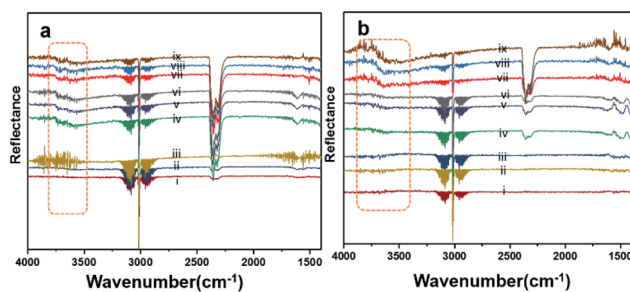 a
ix
viii
vii
vi
v
iv
iii
ii
i
Reflectance
4000 3500 3000 2500 2000 1500
Wavenumber(cm-1)
b
ix
viii
vii
vi
v
iv
iii
ii
i
Reflectance
4000 3500 3000 2500 2000 1500
Wavenumber(cm-1)